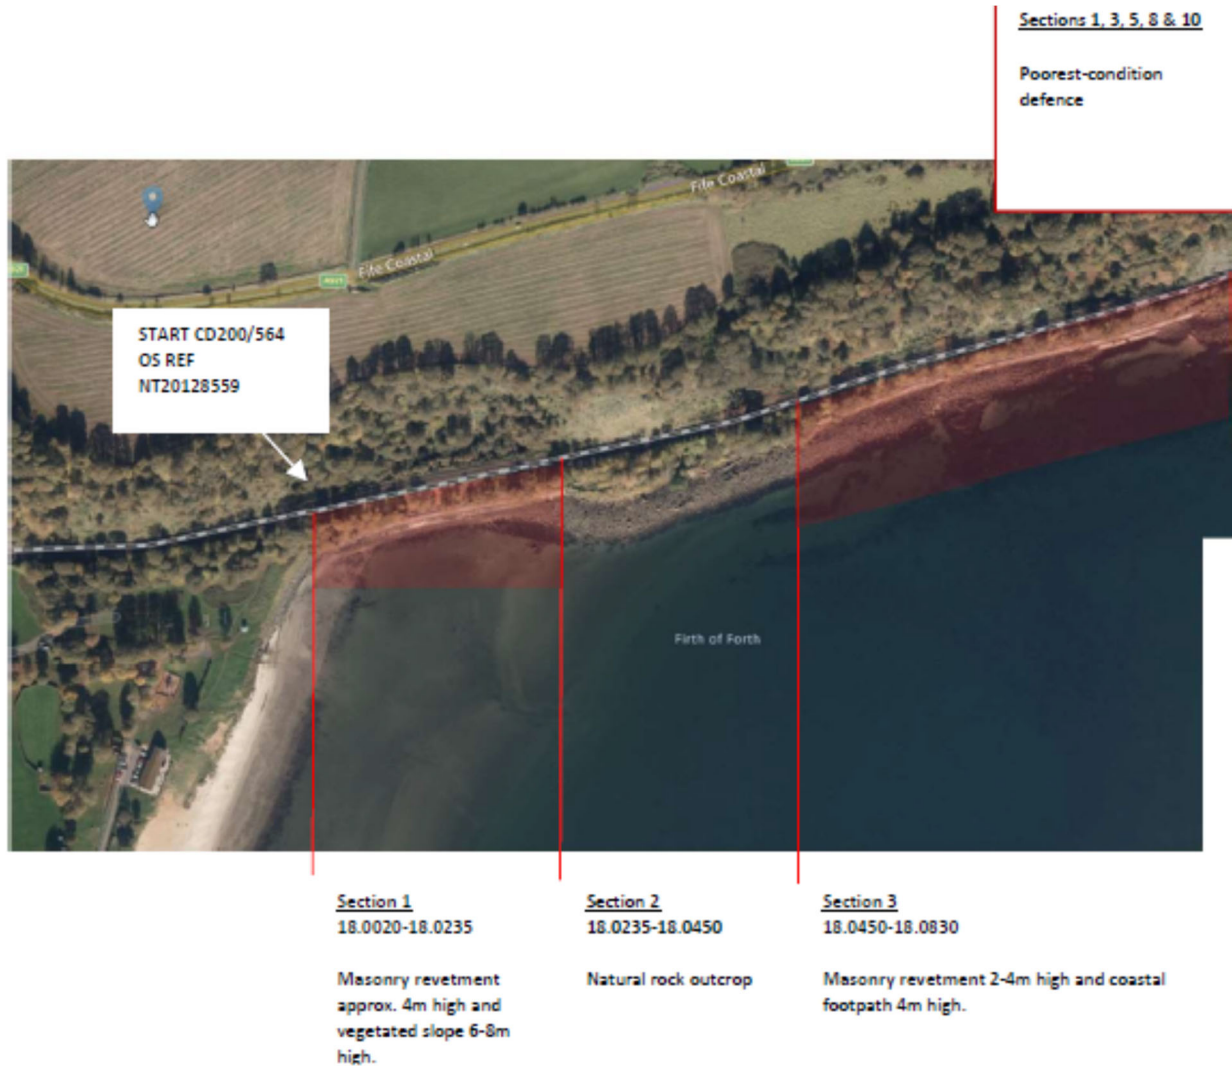 Sections 1, 3, 5, 8 & 10
Poorest-condition
defence
Fife Coastal
Fife Coastal
START CD200/564
OS REF
NT20128559
Firth of Forth
Section 1
18.0020-18.0235
Masonry revetment
approx. 4m high and
vegetated slope 6-8m
high.
Section 2
18.0235-18.0450
Natural rock outcrop
Section 3
18.0450-18.0830
Masonry revetment 2-4m high and coastal
footpath 4m high.